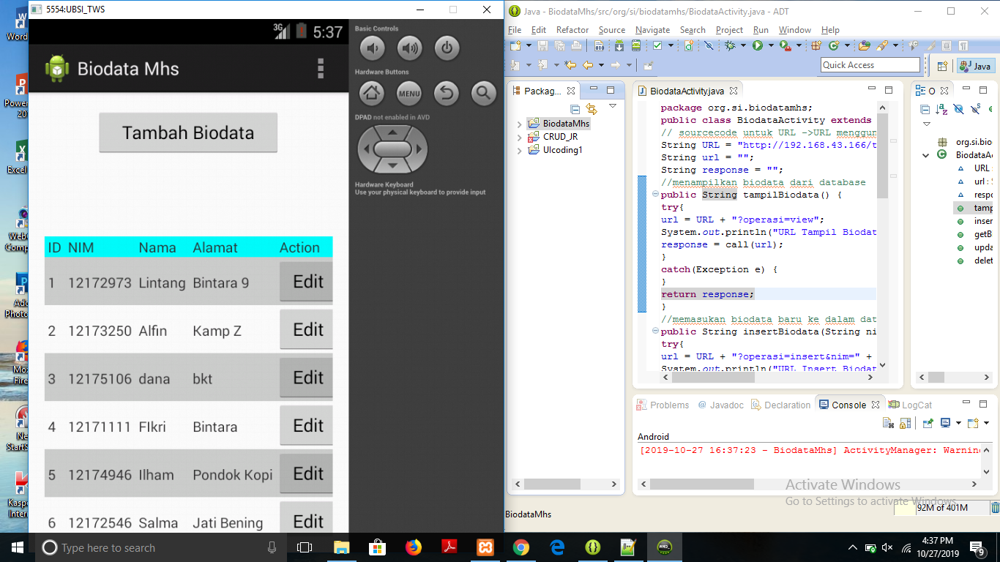 5554:UBSI_TWS
3G 5:37
Biodata Mhs
Tambah Biodata
ID NIM Nama Alamat Action
1 12172973 Lintang Bintara 9 Edit
2 12173250 Alfin Kamp Z Edit
3 12175106 dana bkt Edit
4 12171111 FIkri Bintara Edit
5 12174946 Ilham Pondok Kopi Edit
6 12172546 Salma Jati Bening Edit
Basic Controls
Hardware Buttons
MENU
DPAD not enabled in AVD
Hardware Keyboard
Use your physical keyboard to provide input
Java - BiodataMhs/src/org/si/biodatamhs/BiodataActivity.java - ADT
File Edit Refactor Source Navigate Search Project Run Window Help
Quick Access
Java
Packag...
BiodataMhs
CRUD_JR
UIcoding1
BiodataActivity.java
package org.si.biodatamhs;
public class BiodataActivity extends
// sourcecode untuk URL ->URL menggun
String URL = "http://192.168.43.166/t
String url = "";
String response = "";
//menampilkan biodata dari database
public String tampilBiodata() {
try{
url = URL + "?operasi=view";
System.out.println("URL Tampil Biodat
response = call(url);
}
catch(Exception e) {
}
return response;
}
//memasukan biodata baru ke dalam dat
public String insertBiodata(String ni
try{
url = URL + "?operasi=insert&nim=" +
System.out.println("URL Insert Biodat
O
org.si.bio
BiodataA
URL :
url :
respo
tamp
inser
getB
upda
delet
Problems @ Javadoc Declaration Console LogCat
Android
[2019-10-27 16:37:23 - BiodataMhs] ActivityManager: Warnin
Activate Windows
Go to Settings to activate Windows.
BiodataMhs
92M of 401M
Word
Power
20
Excel
Web
Comp
Ado
Photo
Moz
Fire
Ne
StartS
Kasp
Inter
Type here to search
4:37 PM
10/27/2019
9